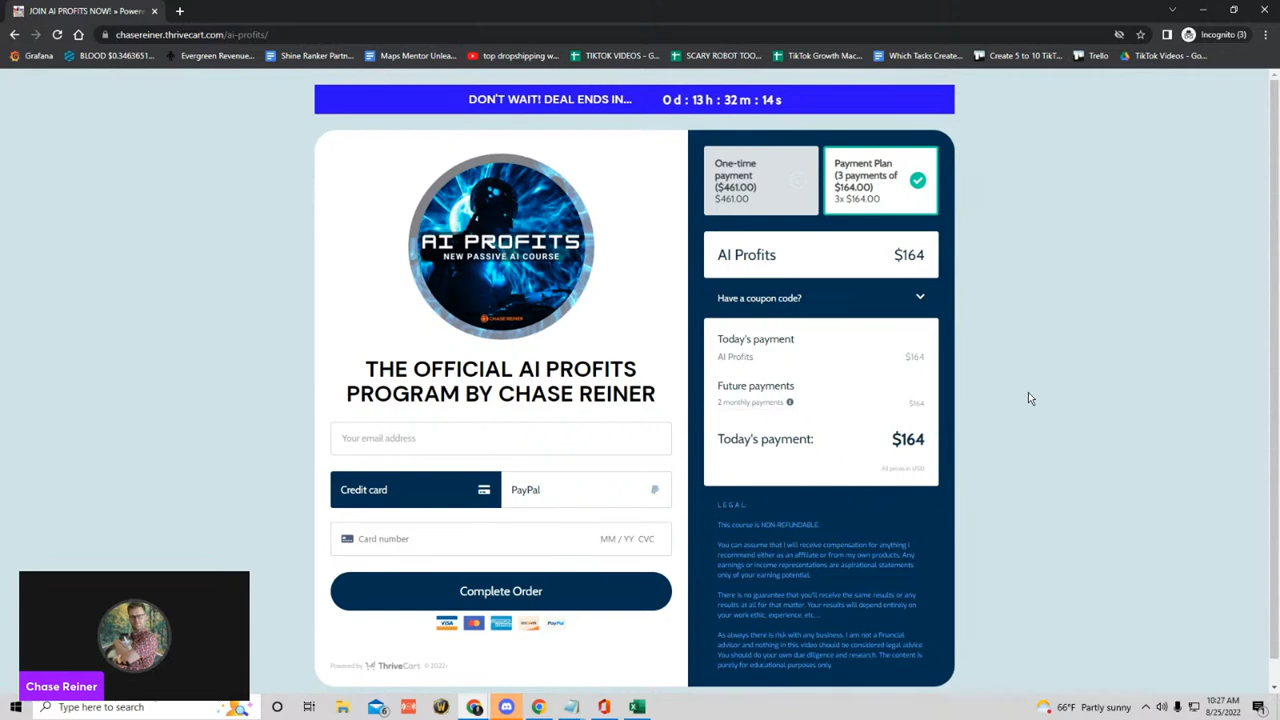 JOIN AI PROFITS NOW! » Powere
chasereiner.thrivecart.com/ai-profits/
Incognito (3)
Grafana
BLOOD $0.3463651...
Evergreen Revenue...
Shine Ranker Partn...
Maps Mentor Unleas...
top dropshipping w...
TIKTOK VIDEOS - G...
SCARY ROBOT TOO...
TikTok Growth Mac...
Which Tasks Create...
Create 5 to 10 TikT...
Trello
TikTok Videos - Go...
DON'T WAIT! DEAL ENDS IN... 0 d : 13 h : 32 m : 14 s
AI PROFITS
NEW PASSIVE AI COURSE
CHASE REINER
THE OFFICIAL AI PROFITS
PROGRAM BY CHASE REINER
Your email address
Credit card
PayPal
Card number
MM / YY CVC
Complete Order
PayPal
Powered by ThriveCart © 2022
One-time
payment
($461.00)
$461.00
Payment Plan
(3 payments of
$164.00)
3x $164.00
AI Profits $164
Have a coupon code?
Today's payment
AI Profits $164
Future payments
2 monthly payments $164
Today's payment: $164
All prices in USD
LEGAL
This course is NON-REFUNDABLE.
You can assume that I will receive compensation for anything I
recommend either as an affiliate or from my own products. Any
earnings or income representations are aspirational statements
only of your earning potential.
There is no guarantee that you'll receive the same results or any
results at all for that matter. Your results will depend entirely on
your work ethic, experience, etc...
As always there is risk with any business. I am not a financial
advisor and nothing in this video should be considered legal advice.
You should do your own due diligence and research. The content is
purely for educational purposes only.
Chase Reiner
Type here to search
66°F Partly sunny
10:27 AM
8/25/2022